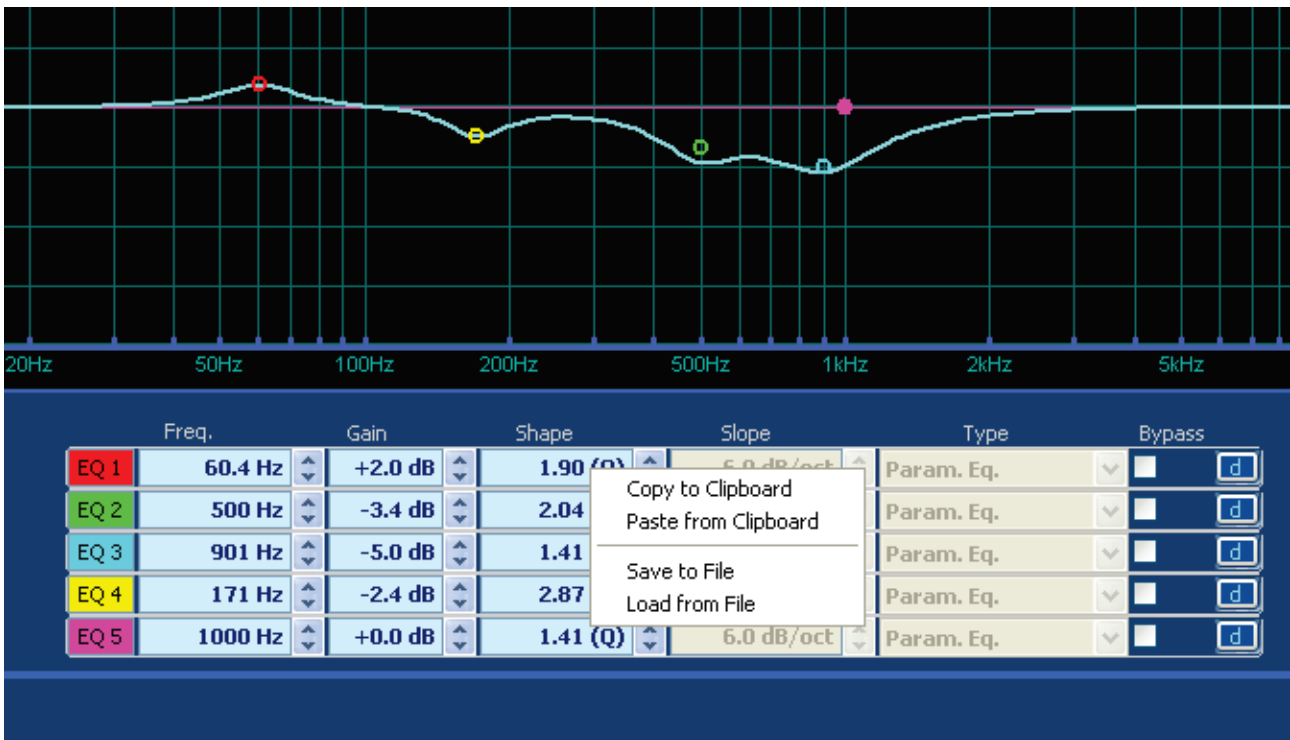 20Hz 50Hz 100Hz 200Hz 500Hz 1kHz 2kHz 5kHz
Freq. Gain Shape Slope Type Bypass
EQ 1 60.4 Hz +2.0 dB 1.90 (Q) 6.0 dB/oct Param. Eq. d
EQ 2 500 Hz -3.4 dB 2.04 Param. Eq. d
EQ 3 901 Hz -5.0 dB 1.41 Param. Eq. d
EQ 4 171 Hz -2.4 dB 2.87 Param. Eq. d
EQ 5 1000 Hz +0.0 dB 1.41 (Q) 6.0 dB/oct Param. Eq. d
Copy to Clipboard
Paste from Clipboard
Save to File
Load from File